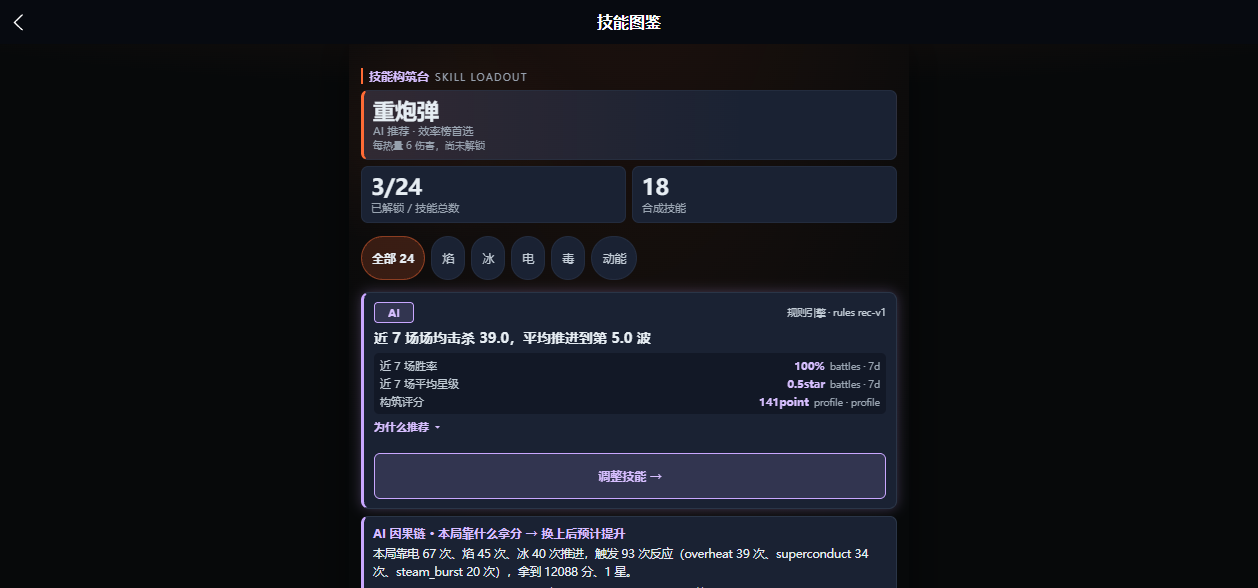 技能图鉴
技能构筑台 SKILL LOADOUT
重炮弹
AI 推荐 · 效率榜首选
每热量 6 伤害，尚未解锁
3/24
已解锁 / 技能总数
18
合成技能
全部 24 焰 冰 电 毒 动能
AI
规则引擎 · rules rec-v1
近 7 场场均击杀 39.0，平均推进到第 5.0 波
近 7 场胜率 100% battles · 7d
近 7 场平均星级 0.5star battles · 7d
构筑评分 141point profile · profile
为什么推荐
调整技能 →
AI 因果链 · 本局靠什么拿分 → 换上后预计提升
本局靠电 67 次、焰 45 次、冰 40 次推进，触发 93 次反应（overheat 39 次、superconduct 34
次、steam_burst 20 次），拿到 12088 分、1 星。